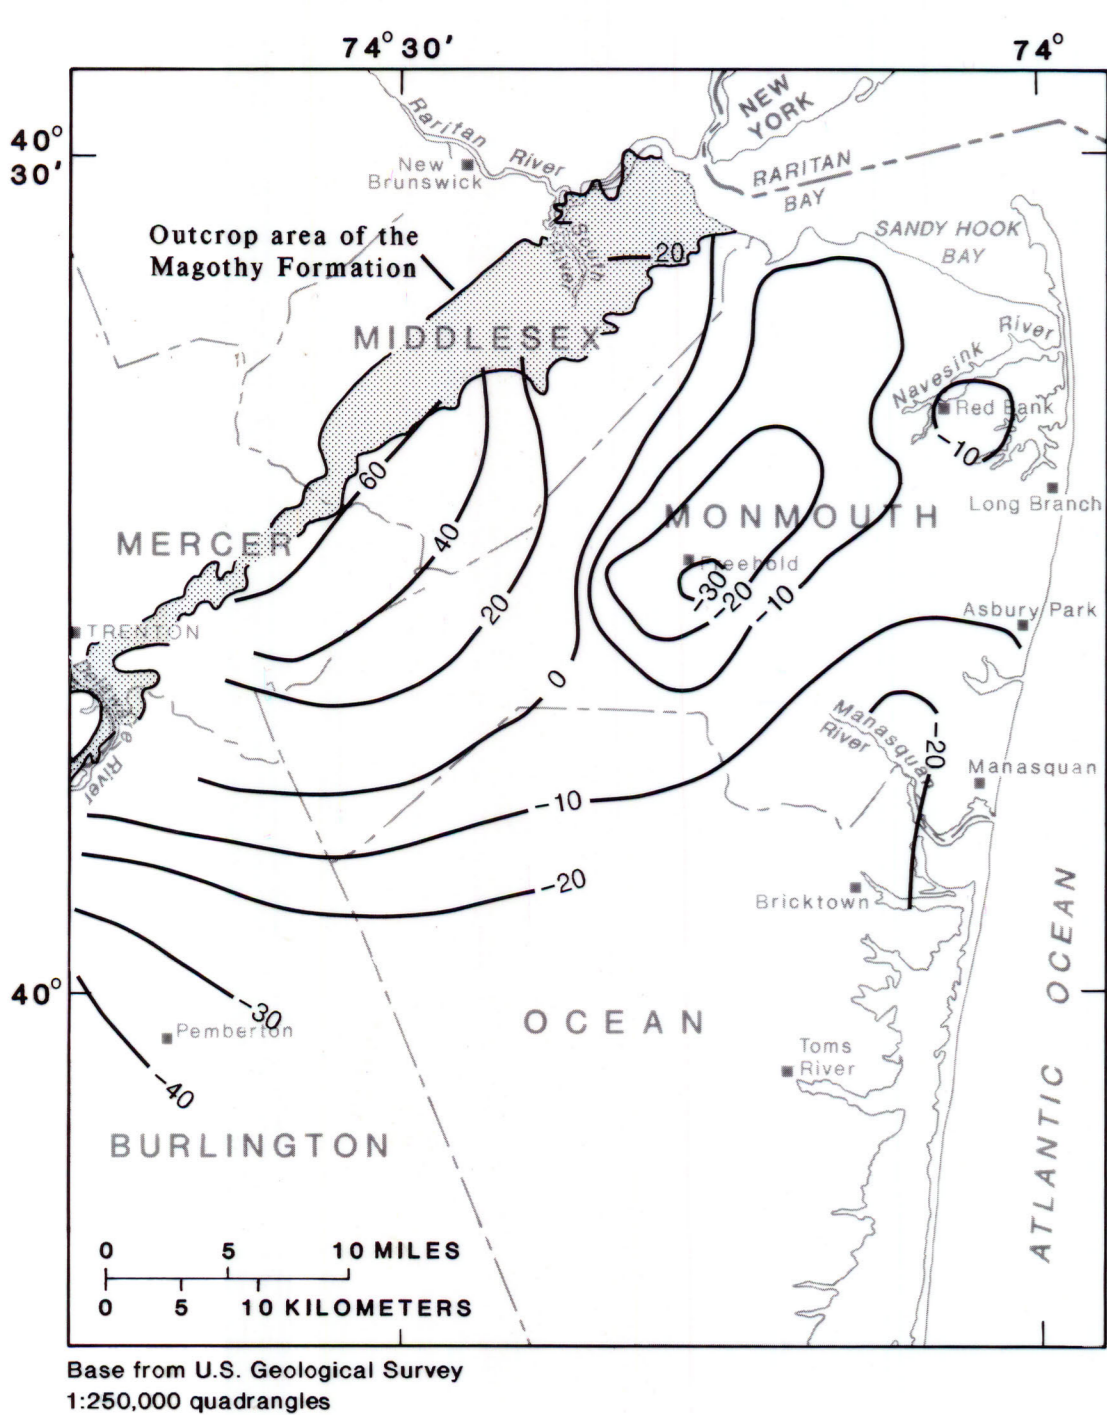 74° 30'
74°
40°
30'
NEW
YORK
Raritan
River
New
Brunswick
RARITAN
BAY
Outcrop area of the
Magothy Formation
South
River
20
SANDY HOOK
BAY
MIDDLESEX
Navesink
River
Red Bank
-10
60
Long Branch
MONMOUTH
MERCER
40
Freehold
-30
-20
-10
20
Asbury Park
TRENTON
0
Manasquan
River
-20
Manasquan
River
-10
-20
Bricktown
40°
-30
Pemberton
OCEAN
Toms
River
-40
BURLINGTON
ATLANTIC OCEAN
0 5 10 MILES
0 5 10 KILOMETERS
Base from U.S. Geological Survey
1:250,000 quadrangles